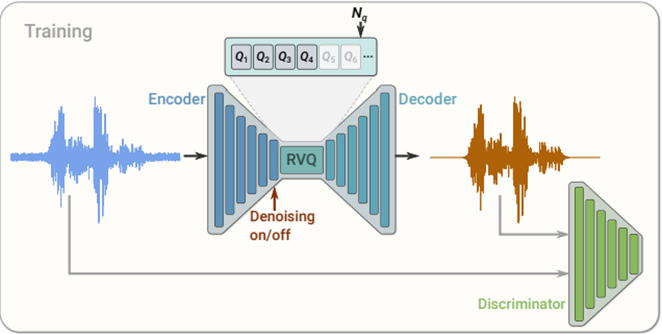 Training
Nq
Q1 Q2 Q3 Q4 Q5 Q6 ...
Encoder
Decoder
RVQ
Denoising
on/off
Discriminator